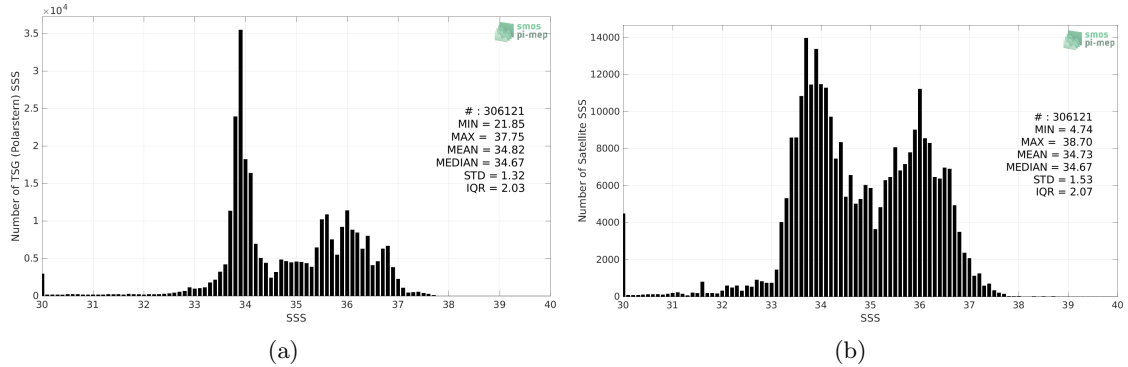 ×10⁴
smos
pi-mep
3.5
3
2.5
2
1.5
1
0.5
0
Number of TSG (Polarstern) SSS
# : 306121
MIN = 21.85
MAX = 37.75
MEAN = 34.82
MEDIAN = 34.67
STD = 1.32
IQR = 2.03
30 31 32 33 34 35 36 37 38 39 40
SSS
(a)
smos
pi-mep
14000
12000
10000
8000
6000
4000
2000
0
Number of Satellite SSS
# : 306121
MIN = 4.74
MAX = 38.70
MEAN = 34.73
MEDIAN = 34.67
STD = 1.53
IQR = 2.07
30 31 32 33 34 35 36 37 38 39 40
SSS
(b)